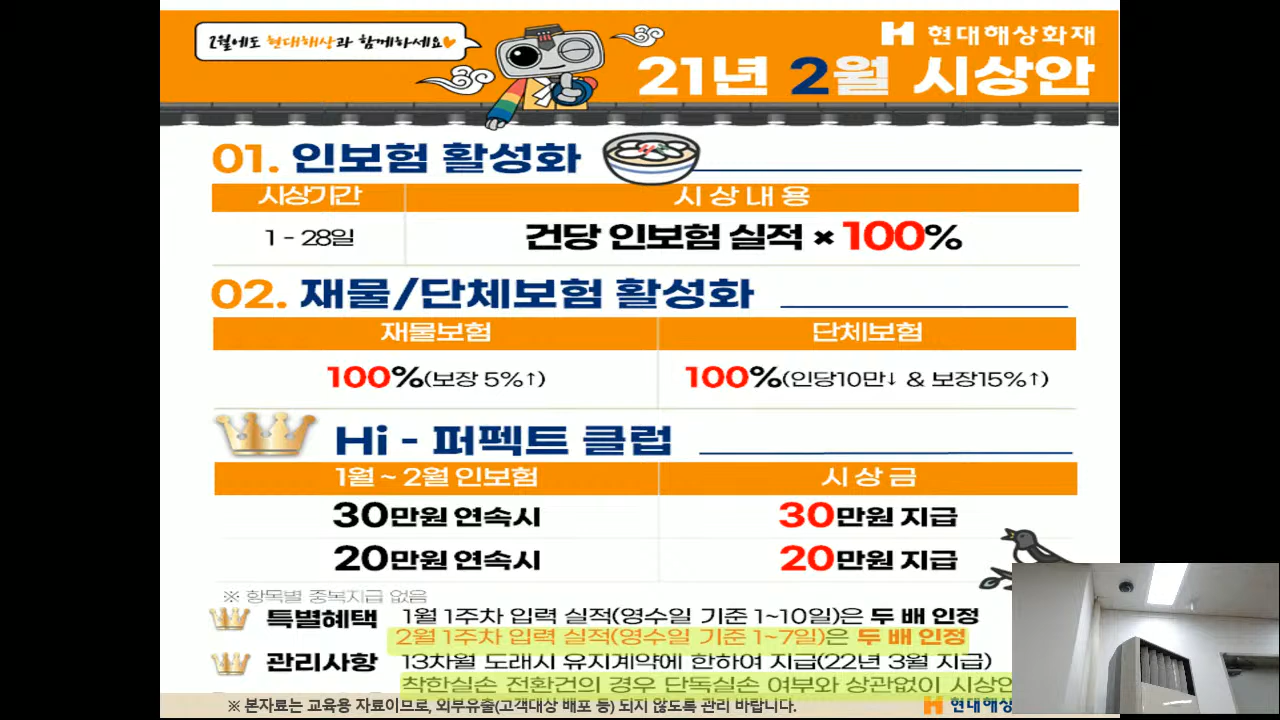 2월에도 현대해상과 함께하세요
현대해상화재
21년 2월 시상안
01. 인보험 활성화
시상기간 시상내용
1 - 28일 건당 인보험 실적 × 100%
02. 재물/단체보험 활성화
재물보험 단체보험
100%(보장 5%↑) 100%(인당10만↓ & 보장15%↑)
Hi - 퍼펙트 클럽
1월 ~ 2월 인보험 시상금
30만원 연속시 30만원 지급
20만원 연속시 20만원 지급
※ 항목별 중복지급 없음
특별혜택 1월 1주차 입력 실적(영수일 기준 1~10일)은 두 배 인정
2월 1주차 입력 실적(영수일 기준 1~7일)은 두 배 인정
관리사항 13차월 도래시 유지계약에 한하여 지급(22년 3월 지급)
착한실손 전환건의 경우 단독실손 여부와 상관없이
※ 본자료는 교육용 자료이므로, 외부유출(고객대상 배포 등) 되지 않도록 관리 바랍니다.
현대해상